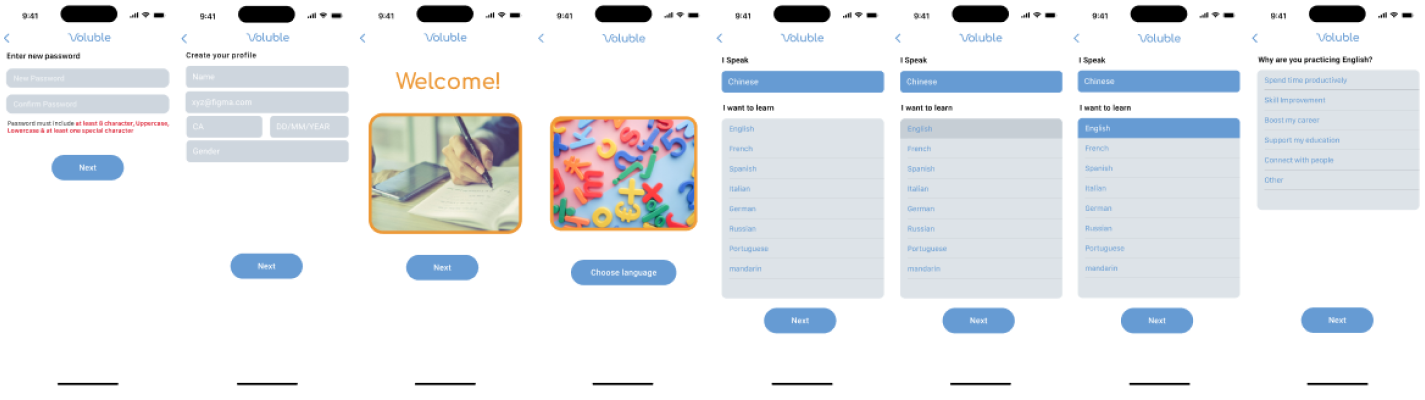 9:41
Voluble
Enter new password
New Password
Confirm Password
Password must include at least 8 character, Uppercase,
Lowercase & at least one special character
Next
9:41
Voluble
Create your profile
Name
xyz@figma.com
CA
DD/MM/YEAR
Gender
Next
9:41
Voluble
Welcome!
Next
9:41
Voluble
Choose language
9:41
Voluble
I Speak
Chinese
I want to learn
English
French
Spanish
Italian
German
Russian
Portuguese
mandarin
Next
9:41
Voluble
I Speak
Chinese
I want to learn
English
French
Spanish
Italian
German
Russian
Portuguese
mandarin
Next
9:41
Voluble
I Speak
Chinese
I want to learn
English
French
Spanish
Italian
German
Russian
Portuguese
mandarin
Next
9:41
Voluble
Why are you practicing English?
Spend time productively
Skill Improvement
Boost my career
Support my education
Connect with people
Other
Next